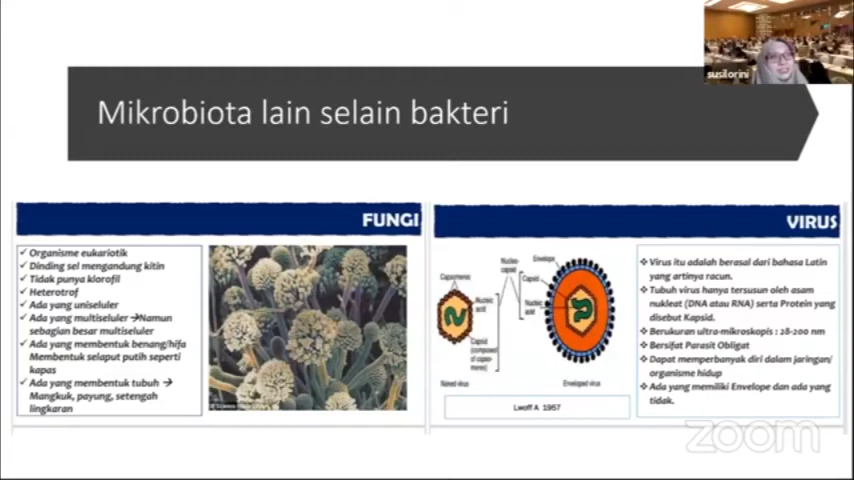 susilorini
Mikrobiota lain selain bakteri
FUNGI
✓ Organisme eukariotik
✓ Dinding sel mengandung kitin
✓ Tidak punya klorofil
✓ Heterotrof
✓ Ada yang uniseluler
✓ Ada yang multiseluler →Namun
sebagian besar multiseluler
✓ Ada yang membentuk benang/hifa
Membentuk selaput putih seperti
kapas
✓ Ada yang membentuk tubuh →
Mangkuk, payung, setengah
lingkaran
VIRUS
Capsomeres
Nucleic
acid
Capsid
(composed
of capso-
meres)
Naked virus
Nucleo-
capsid
Envelope
Capsid
Nucleic
acid
Enveloped virus
Lwoff A 1957
❖ Virus itu adalah berasal dari bahasa Latin
yang artinya racun.
❖ Tubuh virus hanya tersusun oleh asam
nukleat (DNA atau RNA) serta Protein yang
disebut Kapsid.
❖ Berukuran ultra-mikroskopis : 28-200 nm
❖ Bersifat Parasit Obligat
❖ Dapat memperbanyak diri dalam jaringan/
organisme hidup
❖ Ada yang memiliki Envelope dan ada yang
tidak.
zoom